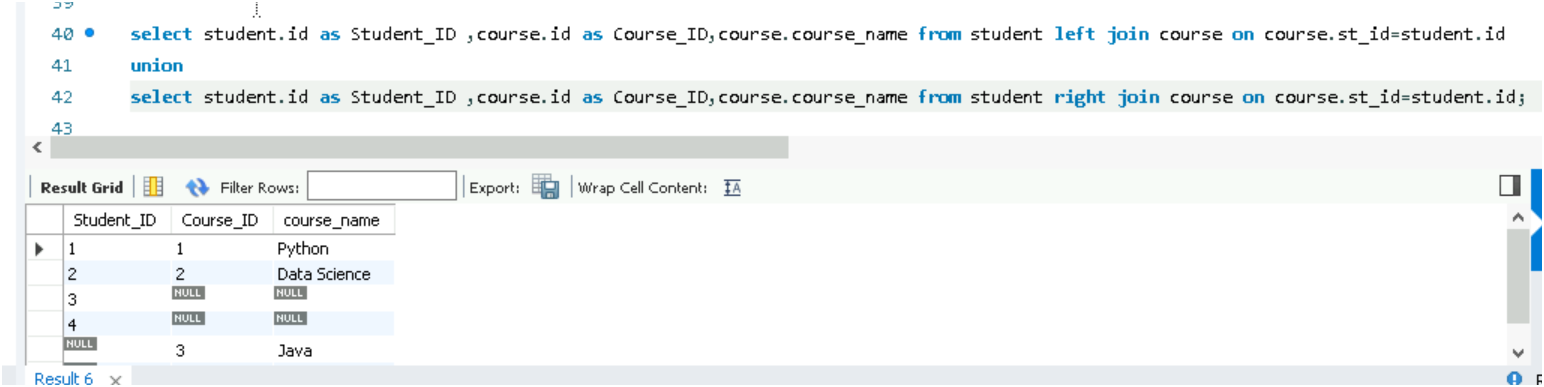 39
40 select student.id as Student_ID ,course.id as Course_ID,course.course_name from student left join course on course.st_id=student.id
41 union
42 select student.id as Student_ID ,course.id as Course_ID,course.course_name from student right join course on course.st_id=student.id;
43
Result Grid Filter Rows: Export: Wrap Cell Content: IA
Student_ID Course_ID course_name
1 1 Python
2 2 Data Science
3 NULL NULL
4 NULL NULL
NULL 3 Java
Result 6